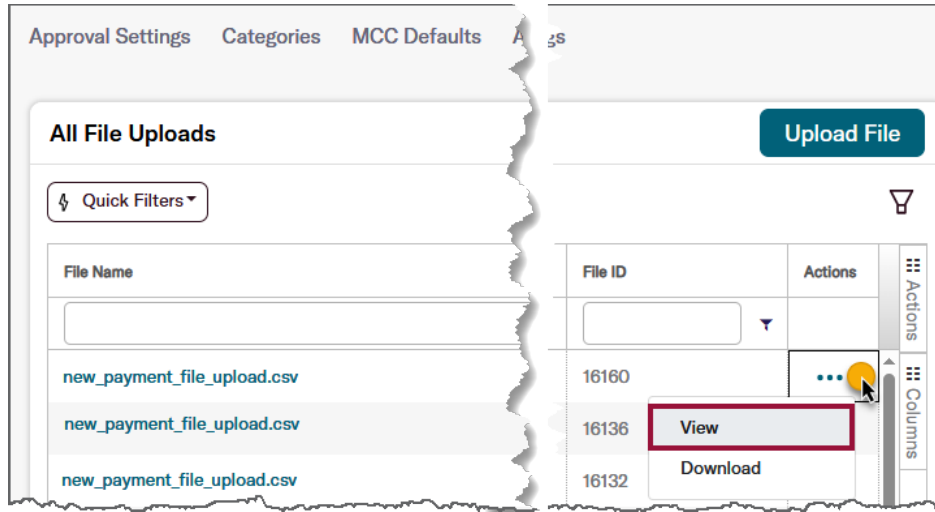 Approval Settings Categories MCC Defaults
All File Uploads Upload File
Quick Filters
File Name File ID Actions
new_payment_file_upload.csv 16160
new_payment_file_upload.csv 16136 View
Download
new_payment_file_upload.csv 16132
Actions
Columns